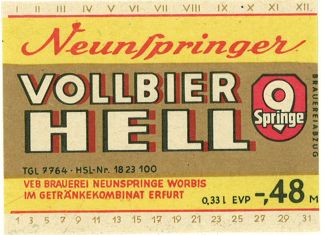 I II III IV V VI VII VIII IX X XI XII
Neunspringer
VOLLBIER
HELL
9
Springe
BRAUEREIABZUG
TGL 7764 · HSL-Nr. 18 23 100
VEB BRAUEREI NEUNSPRINGE WORBIS
IM GETRÄNKEKOMBINAT ERFURT
0,33 l EVP -,48 M
1 3 5 7 9 11 13 15 17 19 21 23 25 27 29 31